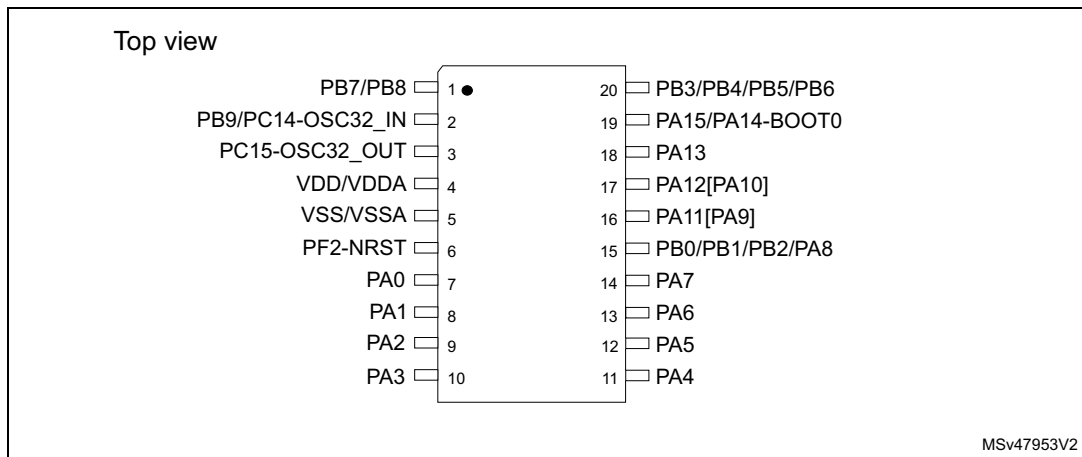 Top view
PB7/PB8 1 20 PB3/PB4/PB5/PB6
PB9/PC14-OSC32_IN 2 19 PA15/PA14-BOOT0
PC15-OSC32_OUT 3 18 PA13
VDD/VDDA 4 17 PA12[PA10]
VSS/VSSA 5 16 PA11[PA9]
PF2-NRST 6 15 PB0/PB1/PB2/PA8
PA0 7 14 PA7
PA1 8 13 PA6
PA2 9 12 PA5
PA3 10 11 PA4
MSv47953V2